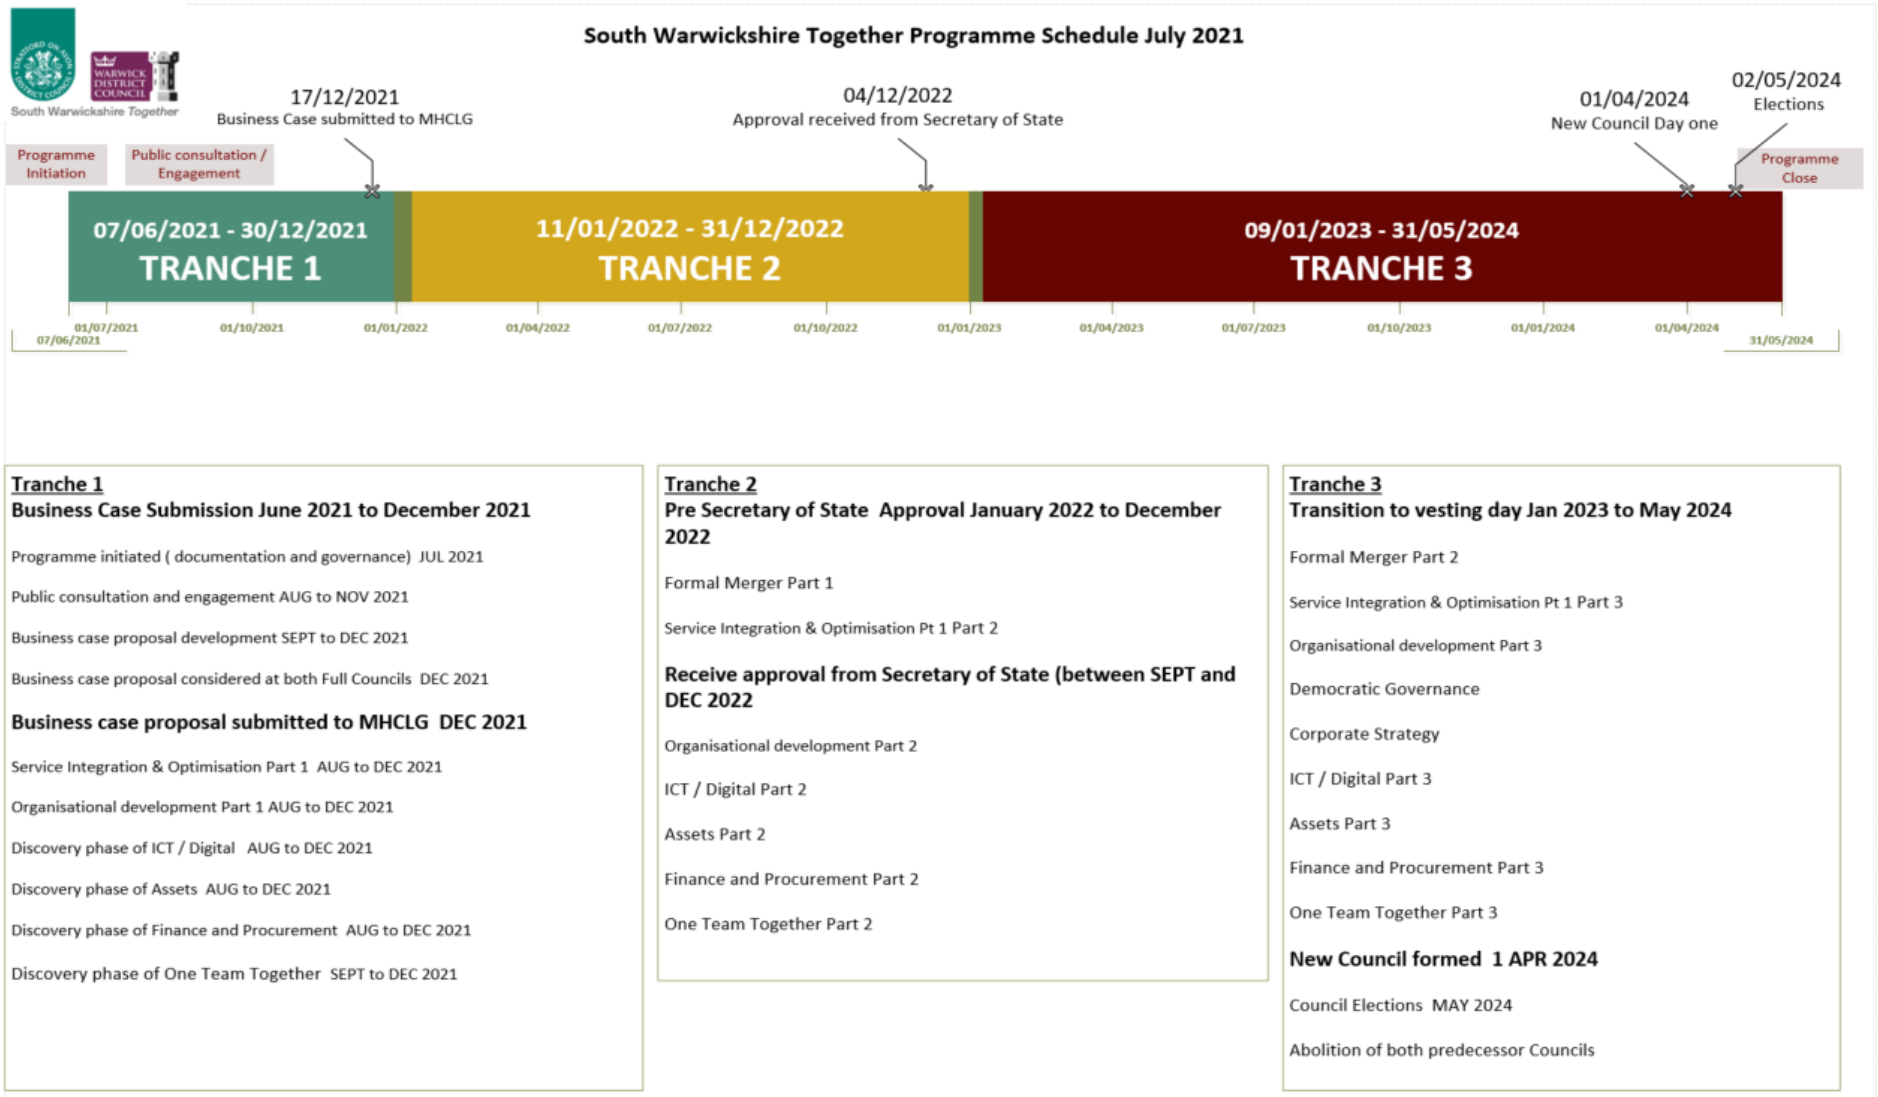 South Warwickshire Together Programme Schedule July 2021
STRATFORD ON AVON
DISTRICT COUNCIL
WARWICK
DISTRICT
COUNCIL
South Warwickshire Together
17/12/2021
Business Case submitted to MHCLG
04/12/2022
Approval received from Secretary of State
01/04/2024
New Council Day one
02/05/2024
Elections
Programme
Initiation
Public consultation /
Engagement
Programme
Close
07/06/2021 - 30/12/2021
TRANCHE 1
11/01/2022 - 31/12/2022
TRANCHE 2
09/01/2023 - 31/05/2024
TRANCHE 3
01/07/2021
01/10/2021
01/01/2022
01/04/2022
01/07/2022
01/10/2022
01/01/2023
01/04/2023
01/07/2023
01/10/2023
01/01/2024
01/04/2024
07/06/2021
31/05/2024
Tranche 1
Business Case Submission June 2021 to December 2021
Programme initiated ( documentation and governance) JUL 2021
Public consultation and engagement AUG to NOV 2021
Business case proposal development SEPT to DEC 2021
Business case proposal considered at both Full Councils DEC 2021
Business case proposal submitted to MHCLG DEC 2021
Service Integration & Optimisation Part 1 AUG to DEC 2021
Organisational development Part 1 AUG to DEC 2021
Discovery phase of ICT / Digital AUG to DEC 2021
Discovery phase of Assets AUG to DEC 2021
Discovery phase of Finance and Procurement AUG to DEC 2021
Discovery phase of One Team Together SEPT to DEC 2021
Tranche 2
Pre Secretary of State Approval January 2022 to December
2022
Formal Merger Part 1
Service Integration & Optimisation Pt 1 Part 2
Receive approval from Secretary of State (between SEPT and
DEC 2022
Organisational development Part 2
ICT / Digital Part 2
Assets Part 2
Finance and Procurement Part 2
One Team Together Part 2
Tranche 3
Transition to vesting day Jan 2023 to May 2024
Formal Merger Part 2
Service Integration & Optimisation Pt 1 Part 3
Organisational development Part 3
Democratic Governance
Corporate Strategy
ICT / Digital Part 3
Assets Part 3
Finance and Procurement Part 3
One Team Together Part 3
New Council formed 1 APR 2024
Council Elections MAY 2024
Abolition of both predecessor Councils